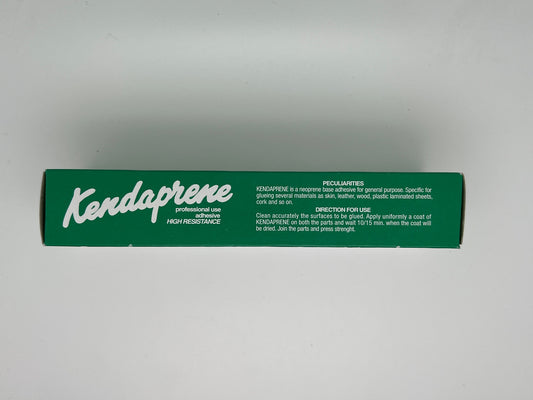 Kendaprene
professional use
adhesive
HIGH RESISTANCE
PECULIARITIES
KENDAPRENE is a neoprene base adhesive for general purpose. Specific for
glueing several materials as skin, leather, wood, plastic laminated sheets,
cork and so on.
DIRECTION FOR USE
Clean accurately the surfaces to be glued. Apply uniformly a coat of
KENDAPRENE on both the parts and wait 10/15 min. when the coat will
be dried. Join the parts and press strenght.